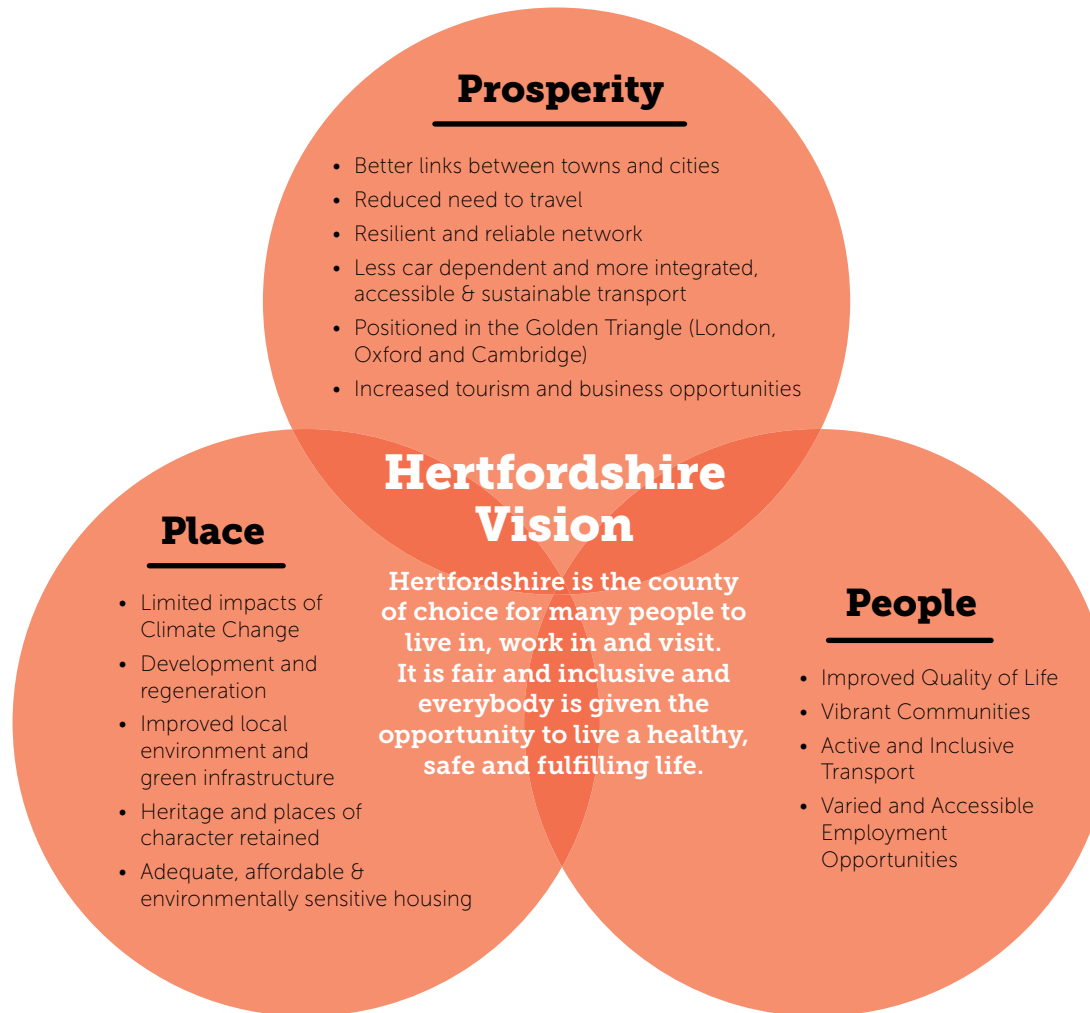 Prosperity
• Better links between towns and cities
• Reduced need to travel
• Resilient and reliable network
• Less car dependent and more integrated,
accessible & sustainable transport
• Positioned in the Golden Triangle (London,
Oxford and Cambridge)
• Increased tourism and business opportunities
Hertfordshire
Vision
Hertfordshire is the county
of choice for many people to
live in, work in and visit.
It is fair and inclusive and
everybody is given the
opportunity to live a healthy,
safe and fulfilling life.
Place
• Limited impacts of
Climate Change
• Development and
regeneration
• Improved local
environment and
green infrastructure
• Heritage and places of
character retained
• Adequate, affordable &
environmentally sensitive housing
People
• Improved Quality of Life
• Vibrant Communities
• Active and Inclusive
Transport
• Varied and Accessible
Employment
Opportunities